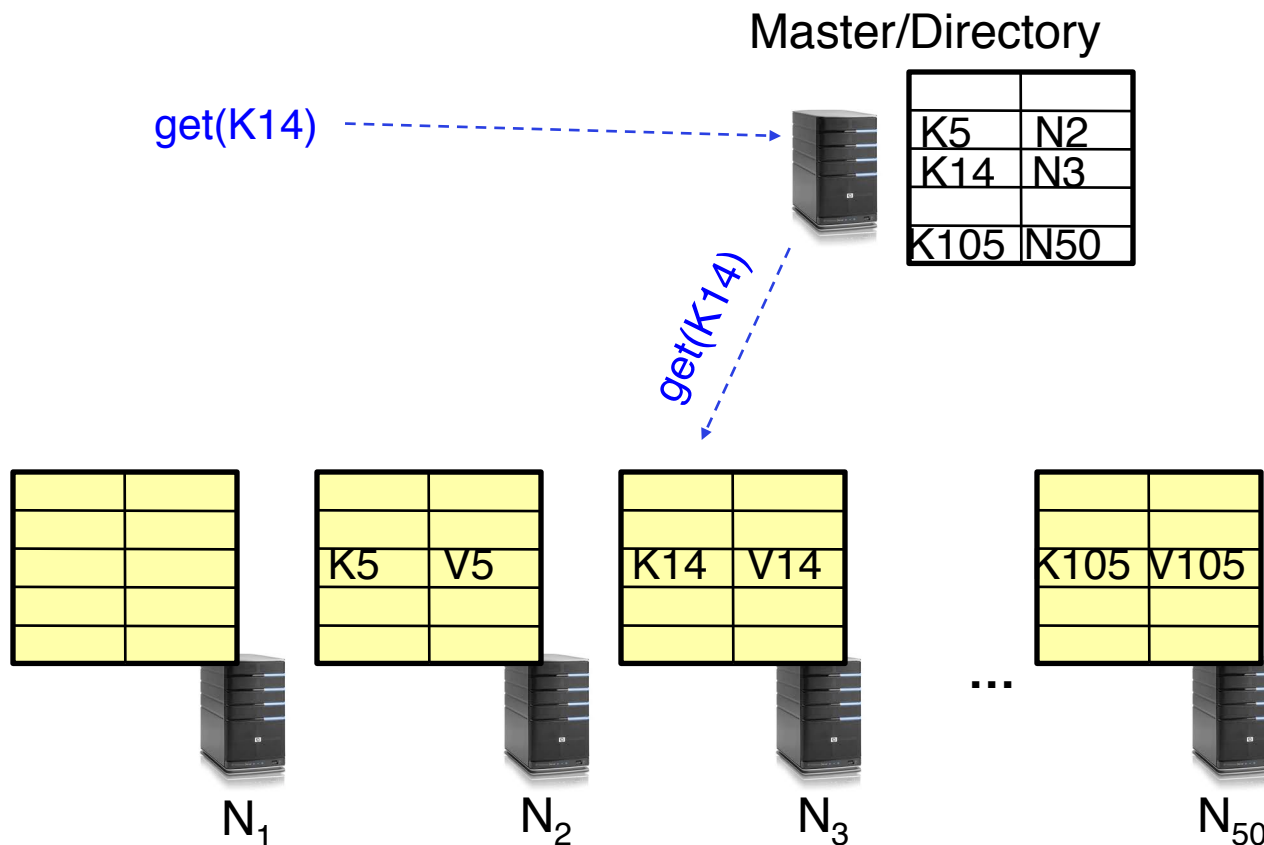 Master/Directory
get(K14)
K5 N2
K14 N3
K105 N50
get(K14)
K5 V5
K14 V14
K105 V105
...
N1
N2
N3
N50